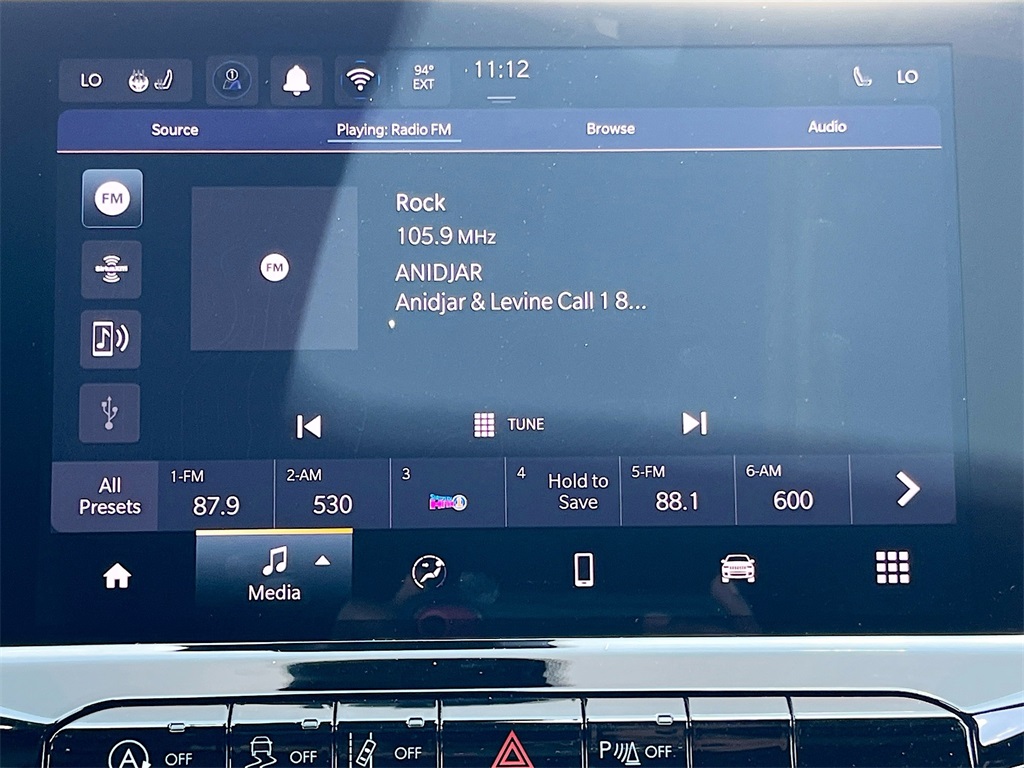 LO
1
94°
EXT
11:12
LO
Source
Playing: Radio FM
Browse
Audio
FM
SiriusXM
FM
Rock
105.9 MHz
ANIDJAR
Anidjar & Levine Call 1 8...
TUNE
All
Presets
1-FM
87.9
2-AM
530
3
4
Hold to
Save
5-FM
88.1
6-AM
600
Media
A OFF
OFF
OFF
P OFF